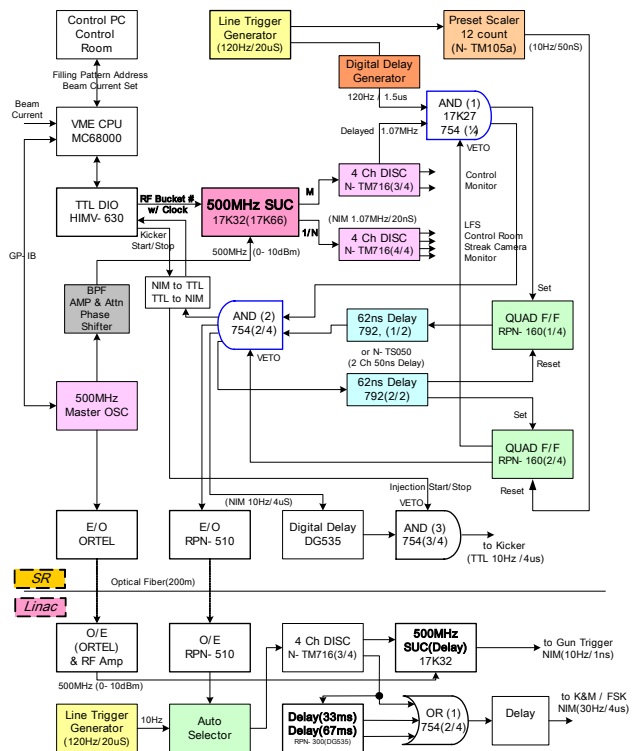 Control PC
Control
Room
Line Trigger
Generator
(120Hz/20uS)
Preset Scaler
12 count
(N- TM105a)
(10Hz/50nS)
Filling Pattern Address
Beam Current Set
Digital Delay
Generator
120Hz / 1.5us
Beam
Current
VME CPU
MC68000
AND (1)
17K27
754 (¼)
Delayed
1.07MHz
VETO
TTL DIO
HIMV- 630
RF Bucket #
w/ Clock
500MHz SUC
17K32(17K66)
M
1/N
4 Ch DISC
N- TM716(3/4)
Control
Monitor
(NIM 1.07MHz/20nS)
4 Ch DISC
N- TM716(4/4)
LFS
Control Room
Streak Camera
Monitor
Kicker
Start/Stop
500MHz (0- 10dBm)
GP- IB
BPF
AMP & Attn
Phase
Shifter
NIM to TTL
TTL to NIM
AND (2)
754(2/4)
VETO
62ns Delay
792, (1/2)
or N- TS050
(2 Ch 50ns Delay)
62ns Delay
792(2/2)
Set
QUAD F/F
RPN- 160(1/4)
Reset
Set
500MHz
Master OSC
QUAD F/F
RPN- 160(2/4)
Reset
Injection Start/Stop
VETO
(NIM 10Hz/4uS)
E/O
ORTEL
E/O
RPN- 510
Digital Delay
DG535
AND (3)
754(3/4)
to Kicker
(TTL 10Hz /4us)
SR
Optical Fiber(200m)
Linac
O/E
(ORTEL)
& RF Amp
O/E
RPN- 510
4 Ch DISC
N- TM716(3/4)
500MHz
SUC(Delay)
17K32
to Gun Trigger
NIM(10Hz/1ns)
500MHz (0- 10dBm)
Line Trigger
Generator
(120Hz/20uS)
10Hz
Auto
Selector
Delay(33ms)
Delay(67ms)
RPN- 300(DG535)
OR (1)
754(2/4)
Delay
to K&M / FSK
NIM(30Hz/4us)